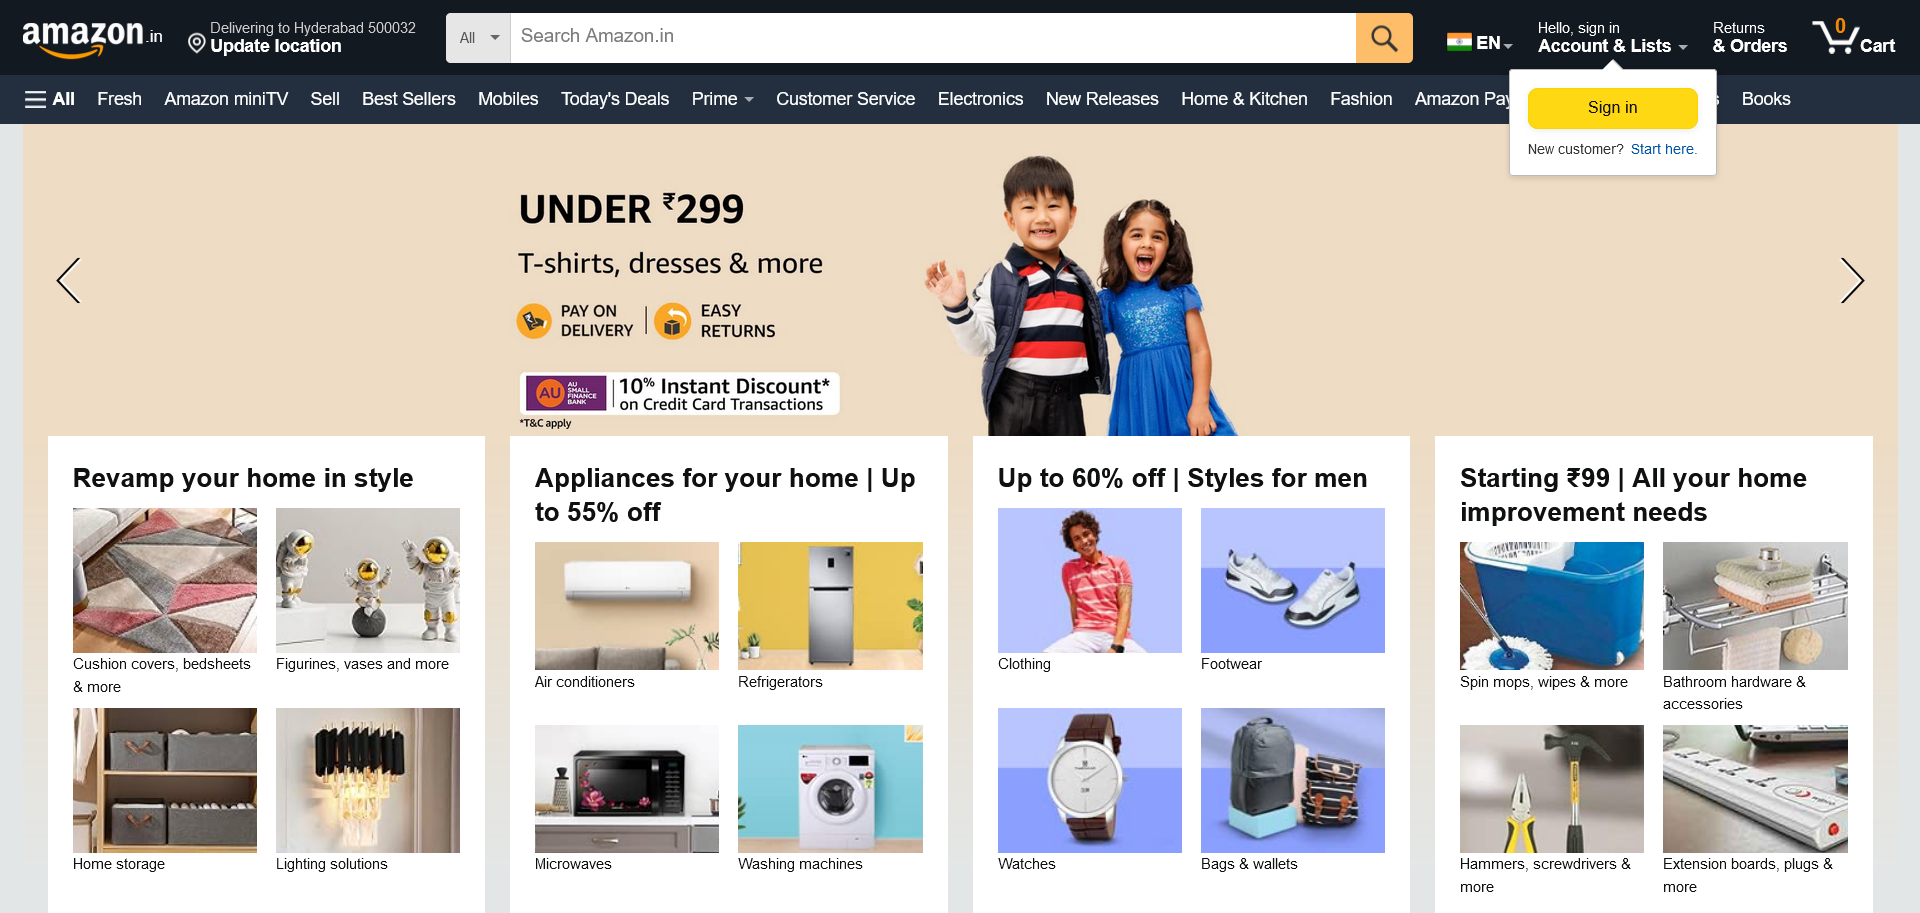 amazon.in
Delivering to Hyderabad 500032
Update location
All
Search Amazon.in
EN
Hello, sign in
Account & Lists
Returns
& Orders
0
Cart
All
Fresh
Amazon miniTV
Sell
Best Sellers
Mobiles
Today's Deals
Prime
Customer Service
Electronics
New Releases
Home & Kitchen
Fashion
Amazon Pay
Books
Sign in
New customer? Start here.
UNDER ₹299
T-shirts, dresses & more
PAY ON
DELIVERY
EASY
RETURNS
AU
AU
SMALL
FINANCE
BANK
10% Instant Discount*
on Credit Card Transactions
*T&C apply
Revamp your home in style
Cushion covers, bedsheets
& more
Figurines, vases and more
Home storage
Lighting solutions
Appliances for your home | Up
to 55% off
Air conditioners
Refrigerators
Microwaves
Washing machines
Up to 60% off | Styles for men
Clothing
Footwear
Watches
Bags & wallets
Starting ₹99 | All your home
improvement needs
Spin mops, wipes & more
Bathroom hardware &
accessories
Hammers, screwdrivers &
more
Extension boards, plugs &
more